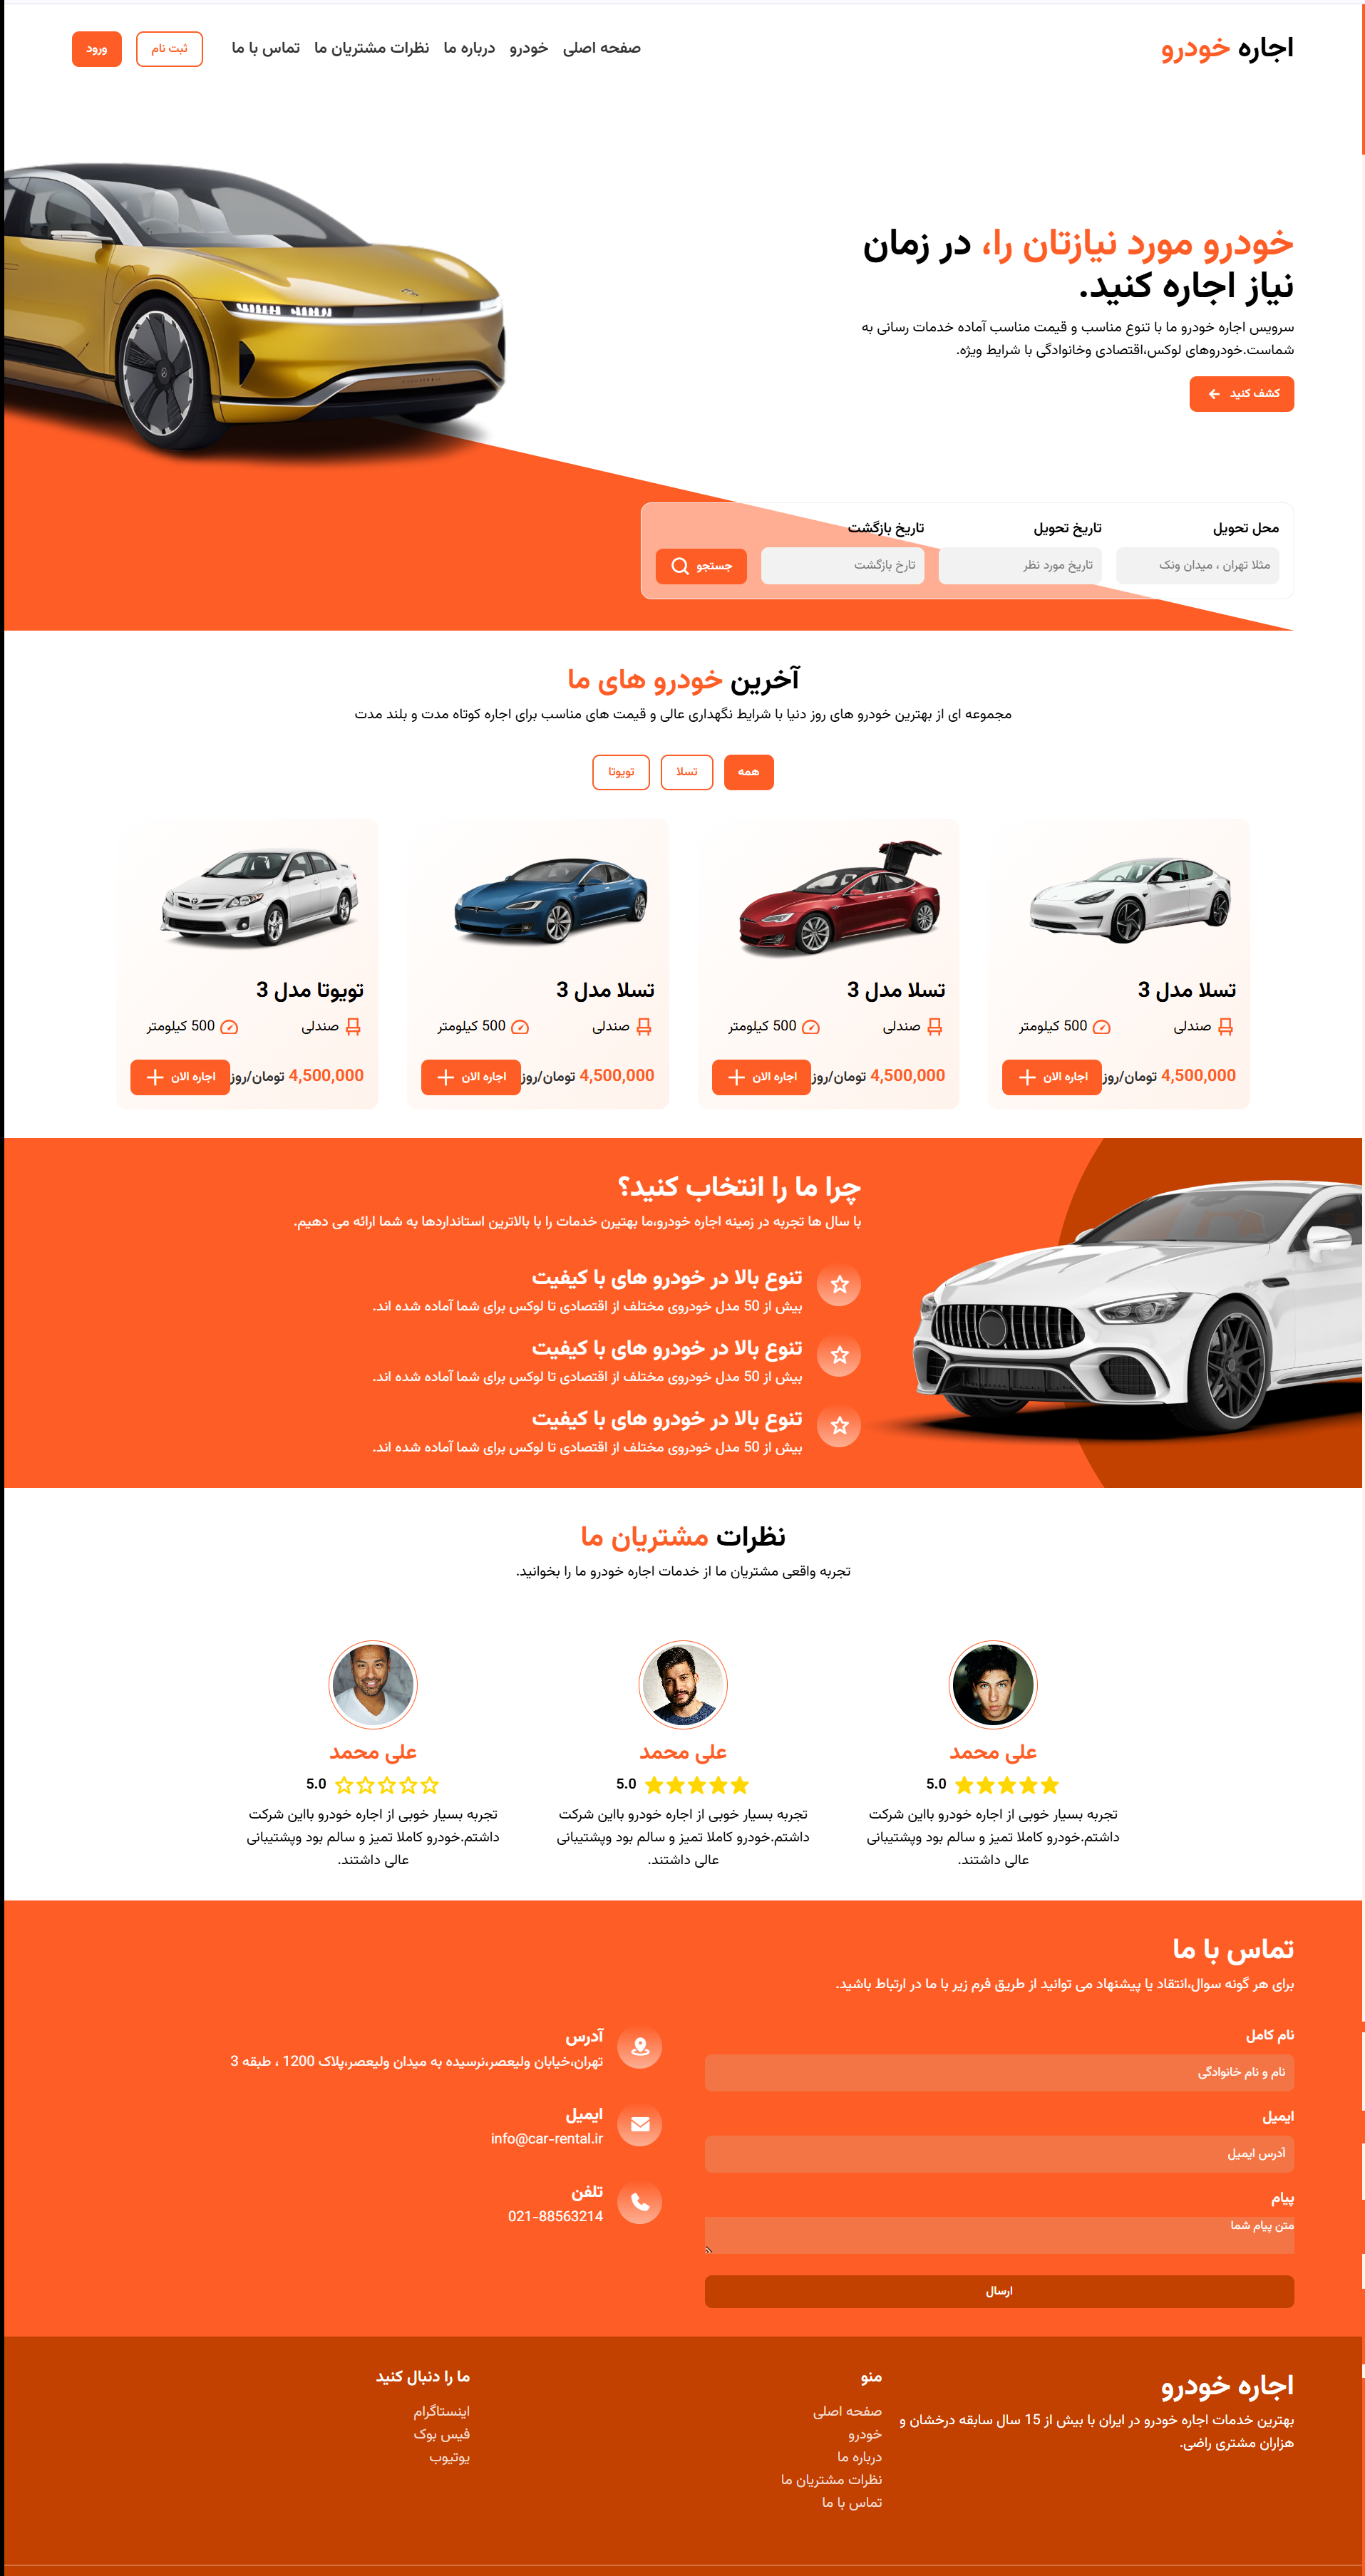 اجاره خودرو
صفحه اصلی
خودرو
درباره ما
نظرات مشتریان ما
تماس با ما
ثبت نام
ورود
خودرو مورد نیازتان را، در زمان
نیاز اجاره کنید.
سرویس اجاره خودرو ما با تنوع مناسب و قیمت مناسب آماده خدمات رسانی به
شماست.خودروهای لوکس،اقتصادی وخانوادگی با شرایط ویژه.
کشف کنید
محل تحویل
تاریخ تحویل
تاریخ بازگشت
مثلا تهران ، میدان ونک
تاریخ مورد نظر
تارخ بازگشت
جستجو
آخرین خودرو های ما
مجموعه ای از بهترین خودرو های روز دنیا با شرایط نگهداری عالی و قیمت های مناسب برای اجاره کوتاه مدت و بلند مدت
همه
تسلا
تویوتا
تسلا مدل 3
صندلی
500 کیلومتر
4,500,000 تومان/روز
اجاره الان
تسلا مدل 3
صندلی
500 کیلومتر
4,500,000 تومان/روز
اجاره الان
تسلا مدل 3
صندلی
500 کیلومتر
4,500,000 تومان/روز
اجاره الان
تویوتا مدل 3
صندلی
500 کیلومتر
4,500,000 تومان/روز
اجاره الان
چرا ما را انتخاب کنید؟
با سال ها تجربه در زمینه اجاره خودرو،ما بهتیرن خدمات را با بالاترین استانداردها به شما ارائه می دهیم.
تنوع بالا در خودرو های با کیفیت
بیش از 50 مدل خودروی مختلف از اقتصادی تا لوکس برای شما آماده شده اند.
تنوع بالا در خودرو های با کیفیت
بیش از 50 مدل خودروی مختلف از اقتصادی تا لوکس برای شما آماده شده اند.
تنوع بالا در خودرو های با کیفیت
بیش از 50 مدل خودروی مختلف از اقتصادی تا لوکس برای شما آماده شده اند.
نظرات مشتریان ما
تجربه واقعی مشتریان ما از خدمات اجاره خودرو ما را بخوانید.
علی محمد
5.0
تجربه بسیار خوبی از اجاره خودرو بااین شرکت
داشتم.خودرو کاملا تمیز و سالم بود وپشتیبانی
عالی داشتند.
علی محمد
5.0
تجربه بسیار خوبی از اجاره خودرو بااین شرکت
داشتم.خودرو کاملا تمیز و سالم بود وپشتیبانی
عالی داشتند.
علی محمد
5.0
تجربه بسیار خوبی از اجاره خودرو بااین شرکت
داشتم.خودرو کاملا تمیز و سالم بود وپشتیبانی
عالی داشتند.
تماس با ما
برای هر گونه سوال،انتقاد یا پیشنهاد می توانید از طریق فرم زیر با ما در ارتباط باشید.
نام کامل
نام و نام خانوادگی
ایمیل
آدرس ایمیل
پیام
متن پیام شما
ارسال
آدرس
تهران،خیابان ولیعصر،نرسیده به میدان ولیعصر،پلاک 1200 ، طبقه 3
ایمیل
info@car-rental.ir
تلفن
021-88563214
اجاره خودرو
بهترین خدمات اجاره خودرو در ایران با بیش از 15 سال سابقه درخشان و
هزاران مشتری راضی.
منو
صفحه اصلی
خودرو
درباره ما
نظرات مشتریان ما
تماس با ما
ما را دنبال کنید
اینستاگرام
فیس بوک
یوتیوب